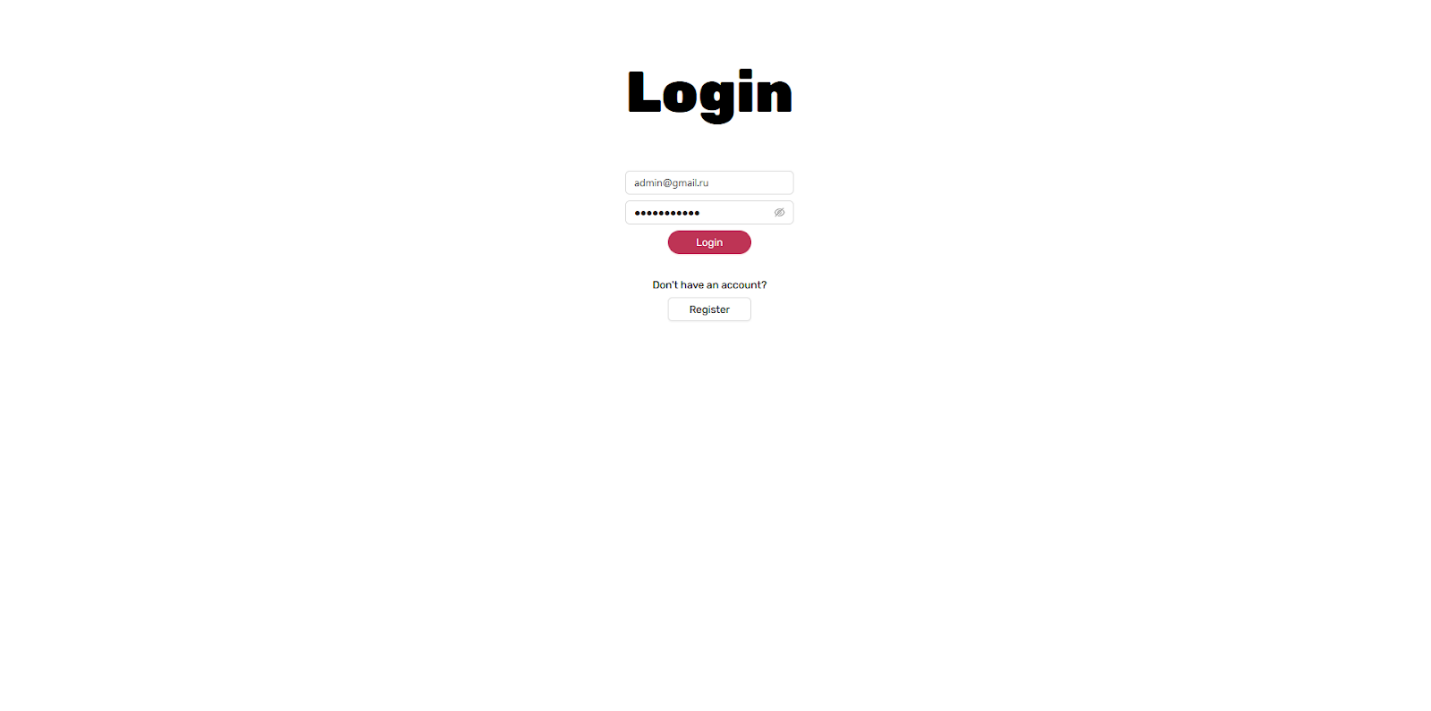 Login
admin@gmail.ru
●●●●●●●●●●●
Login
Don't have an account?
Register